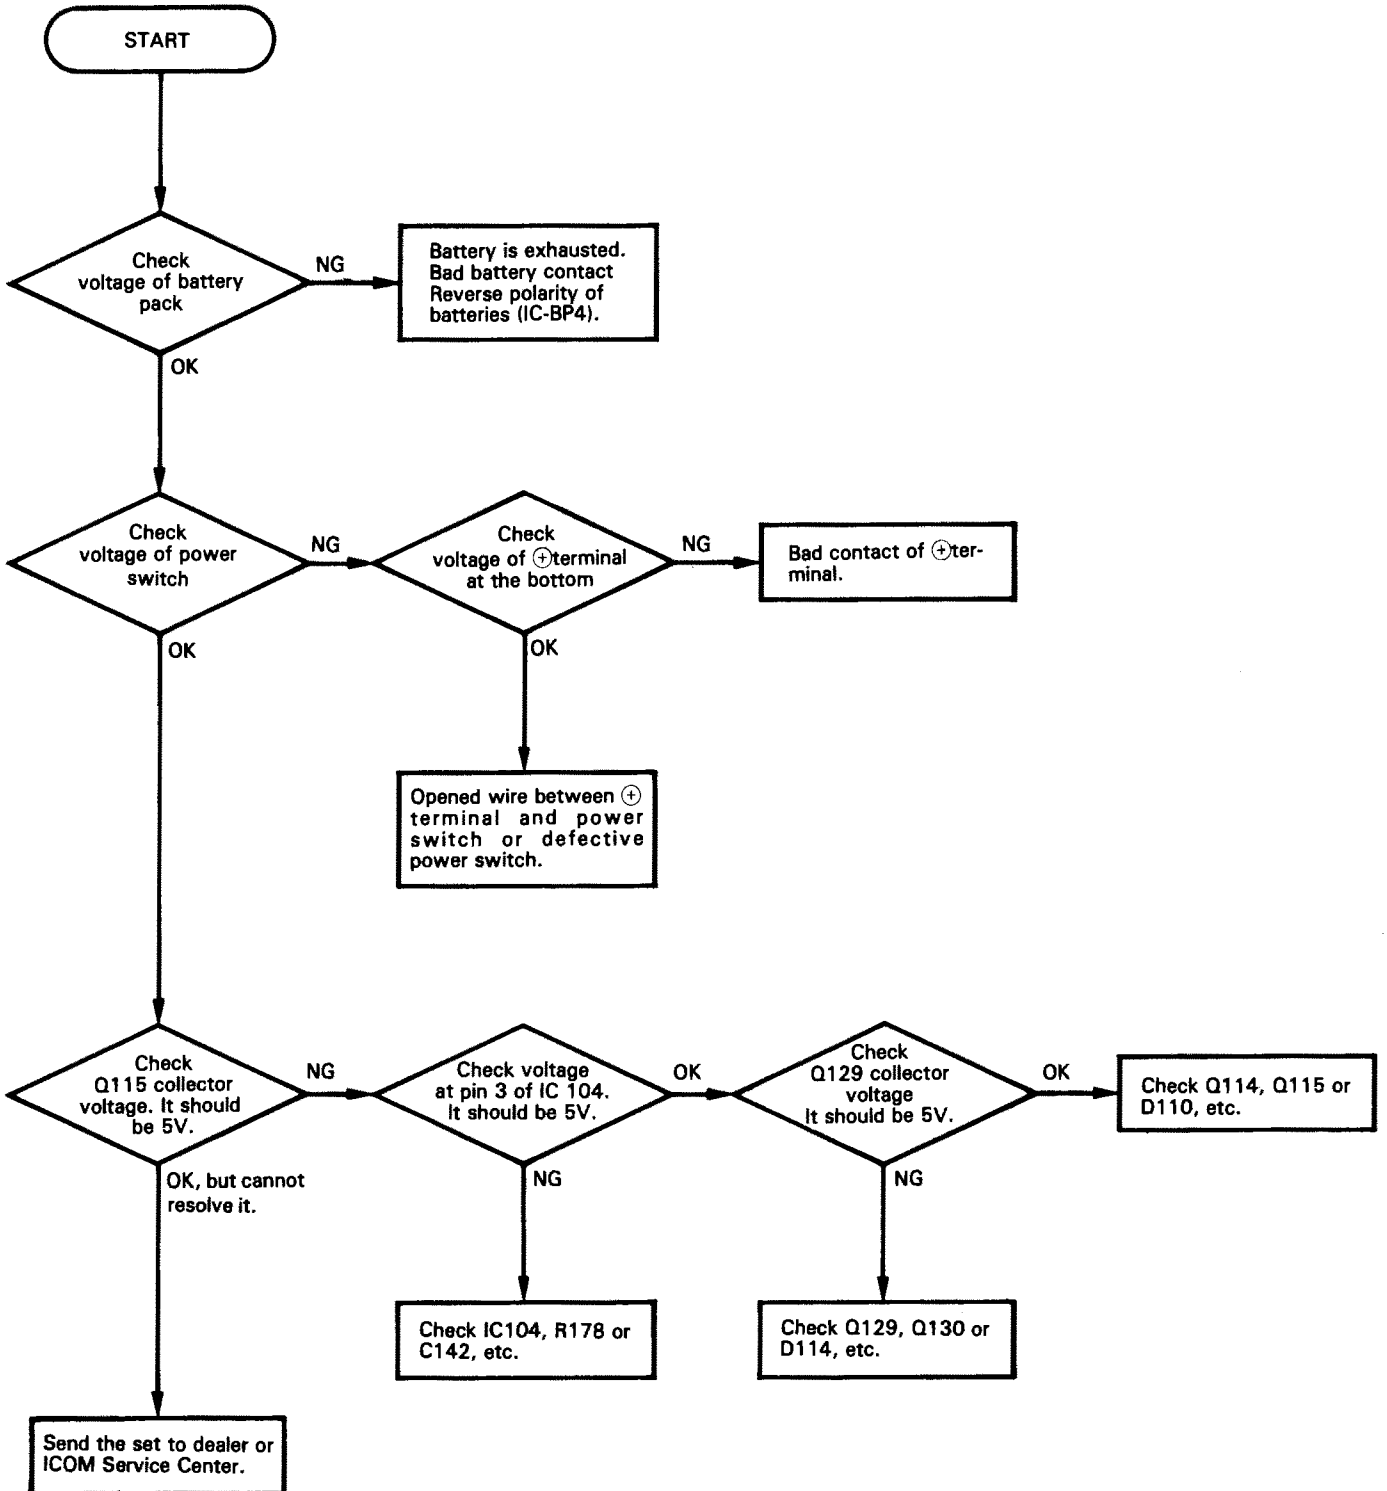 START
Check
voltage of battery
pack
NG
Battery is exhausted.
Bad battery contact
Reverse polarity of
batteries (IC-BP4).
OK
Check
voltage of power
switch
NG
Check
voltage of ⊕terminal
at the bottom
NG
Bad contact of ⊕ter-
minal.
OK
OK
Opened wire between ⊕
terminal and power
switch or defective
power switch.
Check
Q115 collector
voltage. It should
be 5V.
NG
Check voltage
at pin 3 of IC 104.
It should be 5V.
OK
Check
Q129 collector
voltage
It should be 5V.
OK
Check Q114, Q115 or
D110, etc.
OK, but cannot
resolve it.
NG
NG
Check IC104, R178 or
C142, etc.
Check Q129, Q130 or
D114, etc.
Send the set to dealer or
ICOM Service Center.